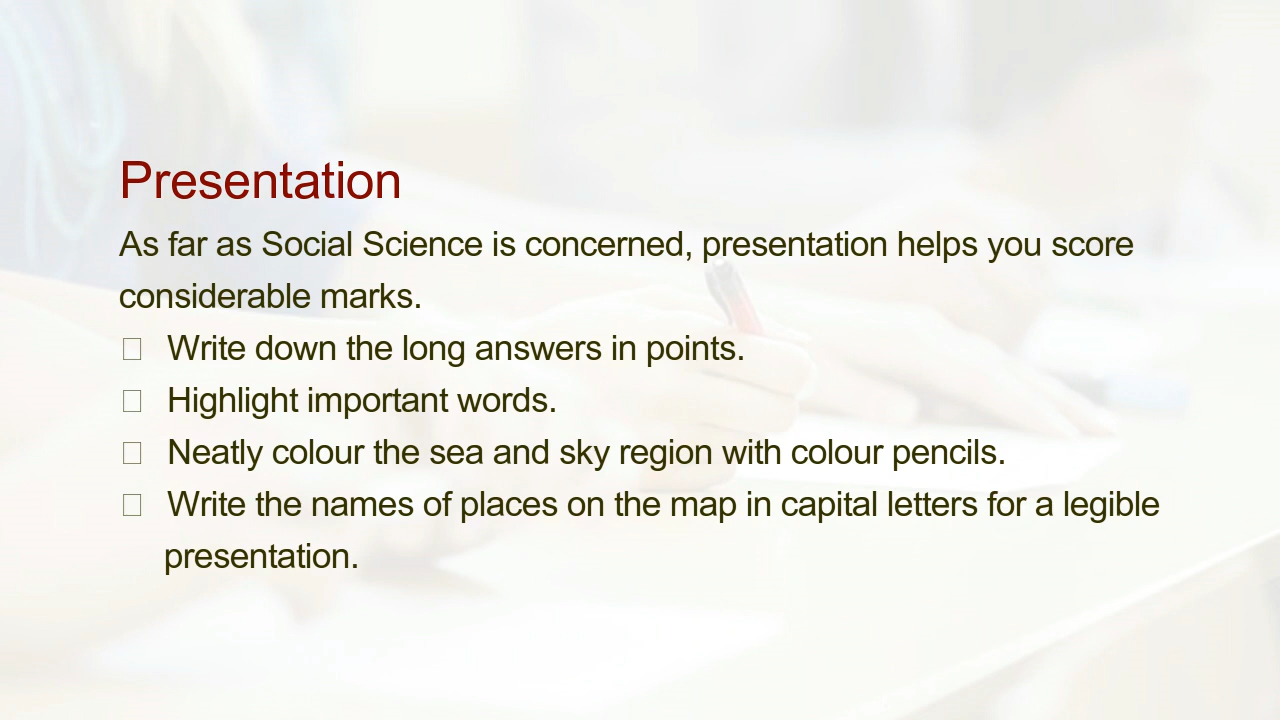 Presentation
As far as Social Science is concerned, presentation helps you score
considerable marks.
□ Write down the long answers in points.
□ Highlight important words.
□ Neatly colour the sea and sky region with colour pencils.
□ Write the names of places on the map in capital letters for a legible
presentation.